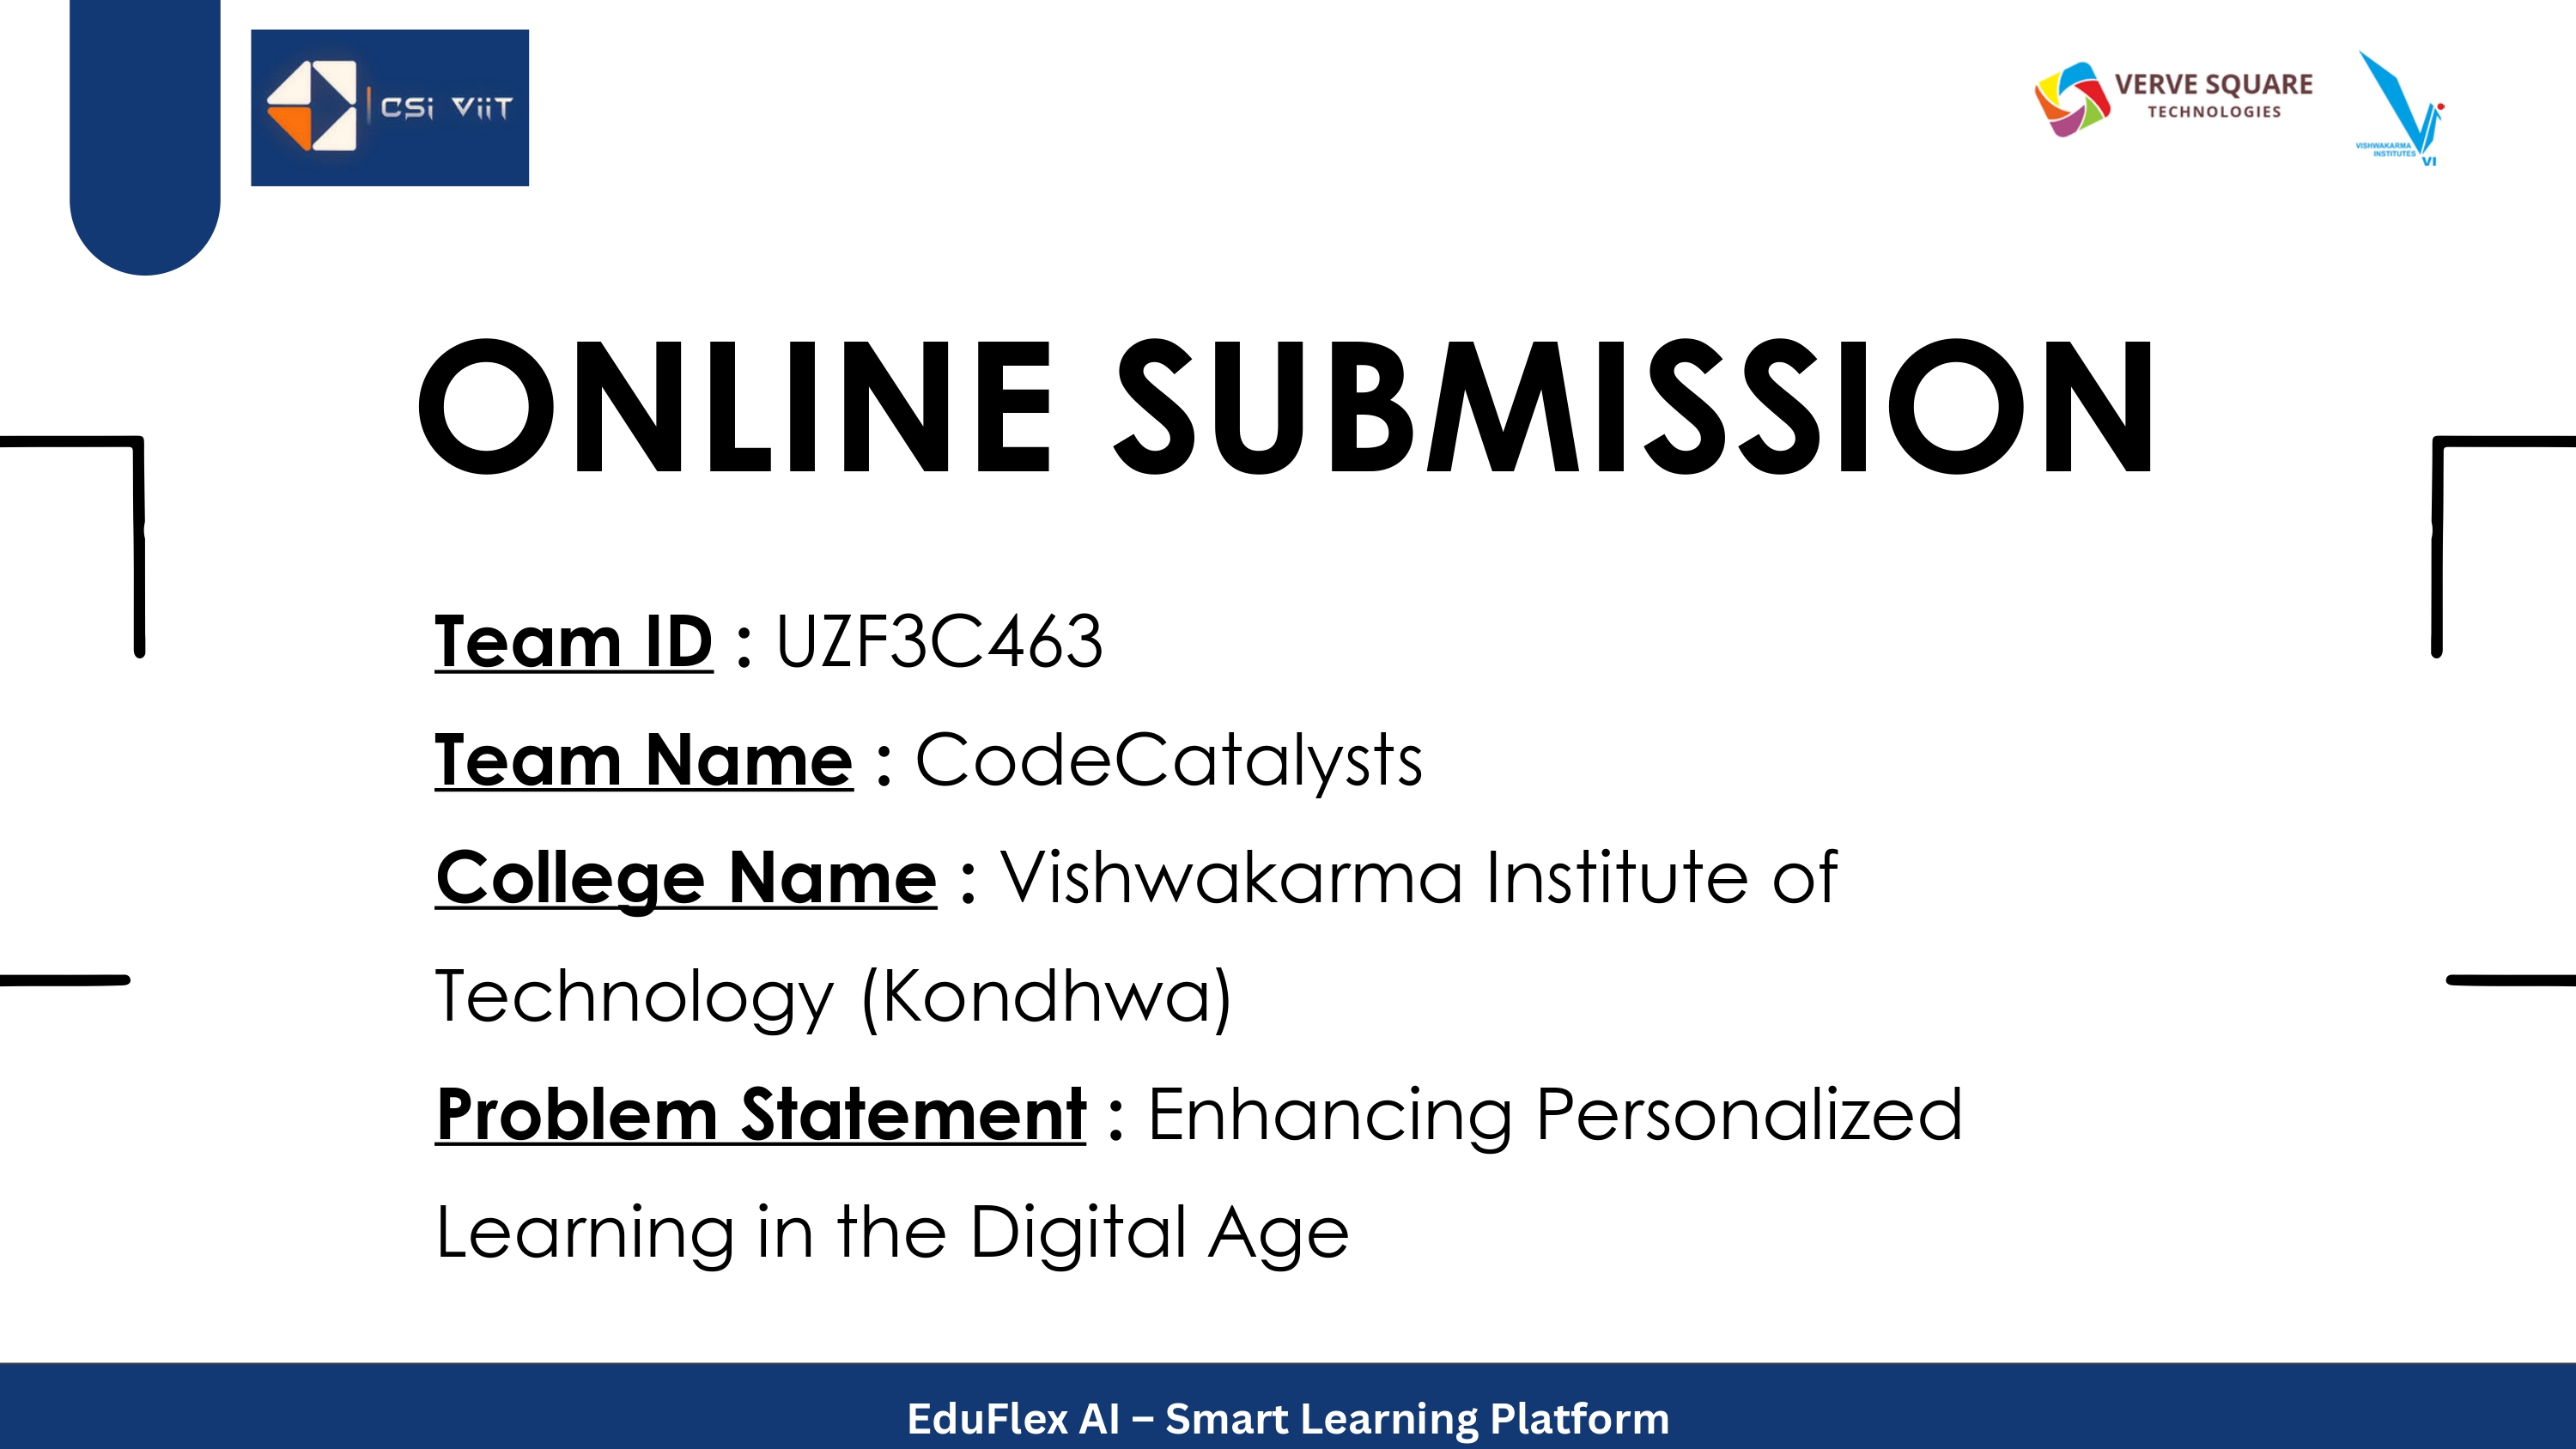 CSi ViiT
VERVE SQUARE
TECHNOLOGIES
VISHWAKARMA
INSTITUTES
VI
ONLINE SUBMISSION
Team ID : UZF3C463
Team Name : CodeCatalysts
College Name : Vishwakarma Institute of
Technology (Kondhwa)
Problem Statement : Enhancing Personalized
Learning in the Digital Age
EduFlex AI – Smart Learning Platform